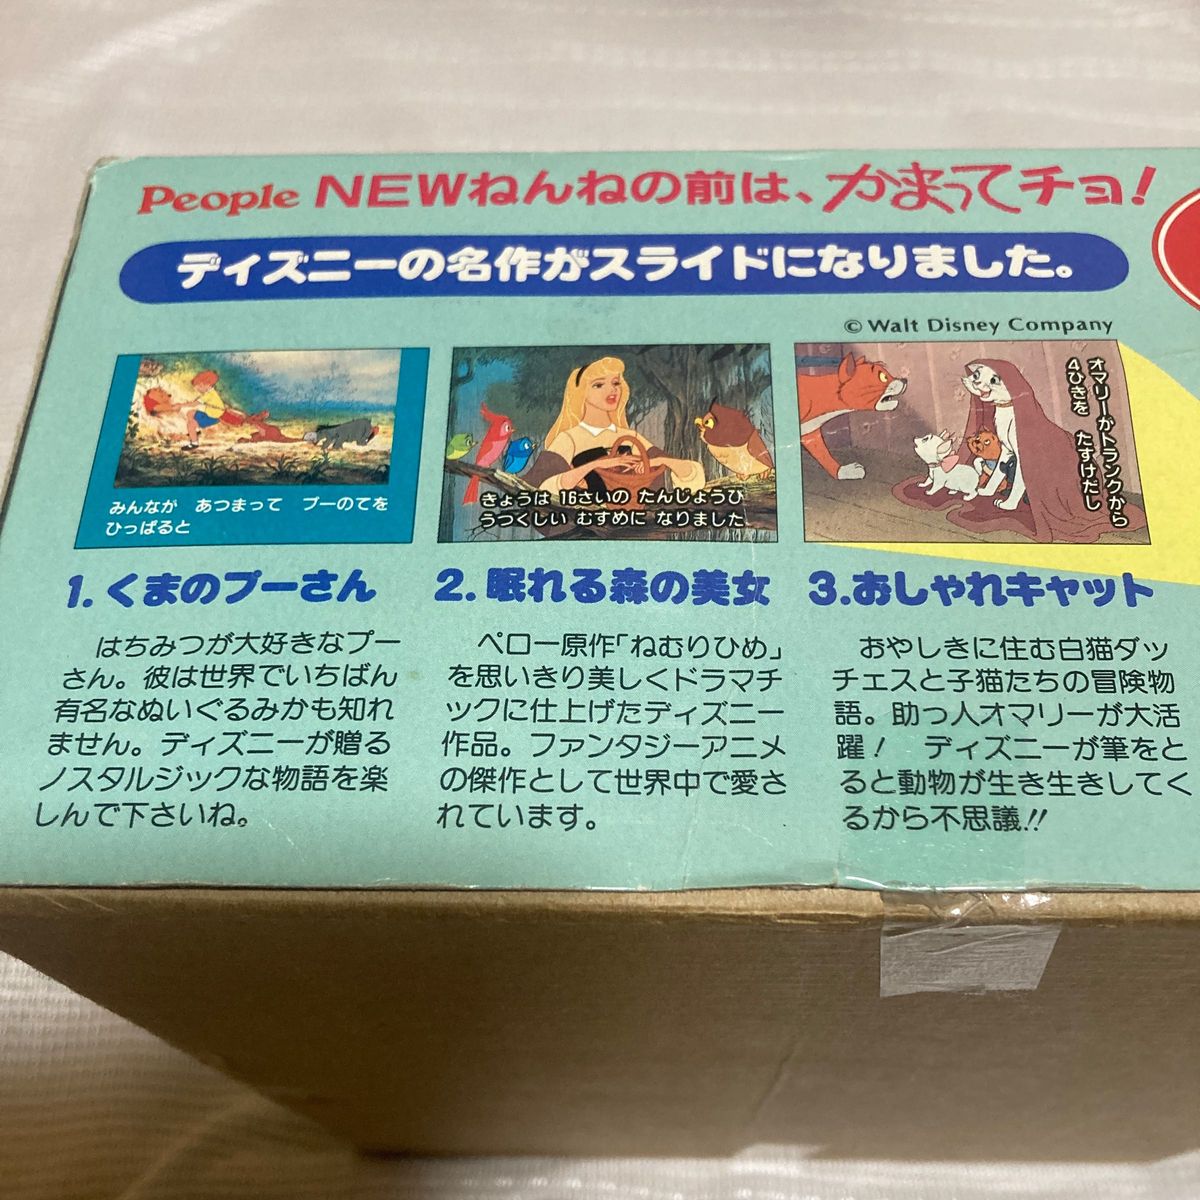 People NEWねんねの前は、かまってチョ!
ディズニーの名作がスライドになりました。
© Walt Disney Company
みんなが あつまって プーのてを
ひっぱると
きょうは 16さいの たんじょうび
うつくしい むすめに なりました
オマリーがトランクから
4ひきを たすけだし
1. くまのプーさん
はちみつが大好きなプー
さん。彼は世界でいちばん
有名なぬいぐるみかも知れ
ません。ディズニーが贈る
ノスタルジックな物語を楽
しんで下さいね。
2. 眠れる森の美女
ペロー原作「ねむりひめ」
を思いきり美しくドラマチ
ックに仕上げたディズニー
作品。ファンタジーアニメ
の傑作として世界中で愛さ
れています。
3.おしゃれキャット
おやしきに住む白猫ダッ
チェスと子猫たちの冒険物
語。助っ人オマリーが大活
躍! ディズニーが筆をと
ると動物が生き生きしてく
るから不思議!!